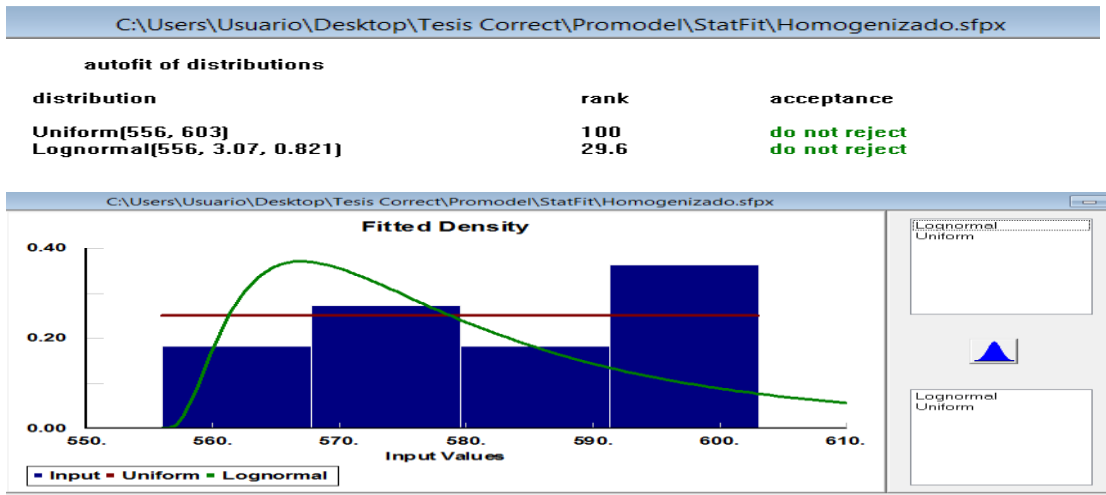 C:\Users\Usuario\Desktop\Tesis Correct\Promodel\StatFit\Homogenizado.sfpx
autofit of distributions
distribution rank acceptance
Uniform(556, 603) 100 do not reject
Lognormal(556, 3.07, 0.821) 29.6 do not reject
C:\Users\Usuario\Desktop\Tesis Correct\Promodel\StatFit\Homogenizado.sfpx
Fitted Density
0.40
0.20
0.00
550. 560. 570. 580. 590. 600. 610.
Input Values
Input Uniform Lognormal
Lognormal
Uniform
Lognormal
Uniform